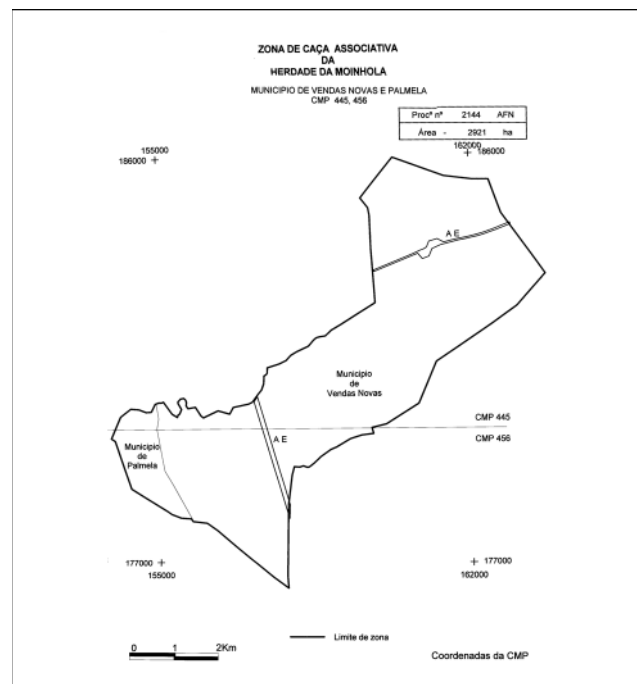 ZONA DE CAÇA ASSOCIATIVA
DA
HERDADE DA MOINHOLA
MUNICIPIO DE VENDAS NOVAS E PALMELA
CMP 445, 456
Procº nº 2144 AFN
Área - 2921 ha
155000
186000
162000
186000
A E
Municipio
de
Vendas Novas
CMP 445
CMP 456
A E
Municipio
de
Palmela
177000
155000
177000
162000
0 1 2Km
Limite de zona
Coordenadas da CMP